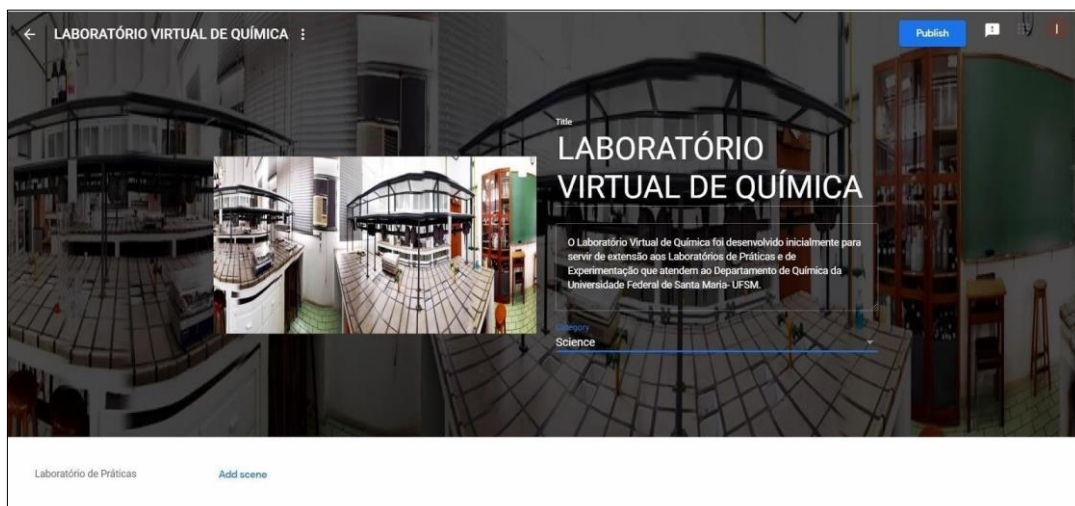 LABORATÓRIO VIRTUAL DE QUÍMICA
Publish
I
Title
LABORATÓRIO
VIRTUAL DE QUÍMICA
O Laboratório Virtual de Química foi desenvolvido inicialmente para
servir de extensão aos Laboratórios de Práticas e de
Experimentação que atendem ao Departamento de Química da
Universidade Federal de Santa Maria- UFSM.
Category
Science
Laboratório de Práticas
Add scene